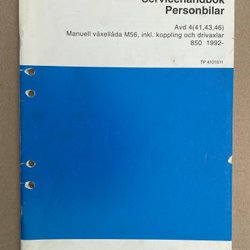 Servicehandbok
Personbilar
Avd 4(41,43,46)
Manuell växellåda M56, inkl. koppling och drivaxlar
850 1992-
TP 4101011